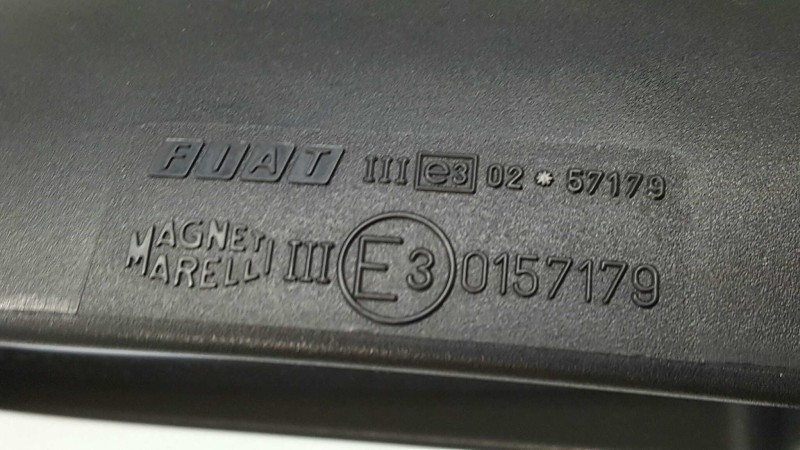 FIAT III e3 02 * 57179
MAGNETI
MARELLI III E3 0157179